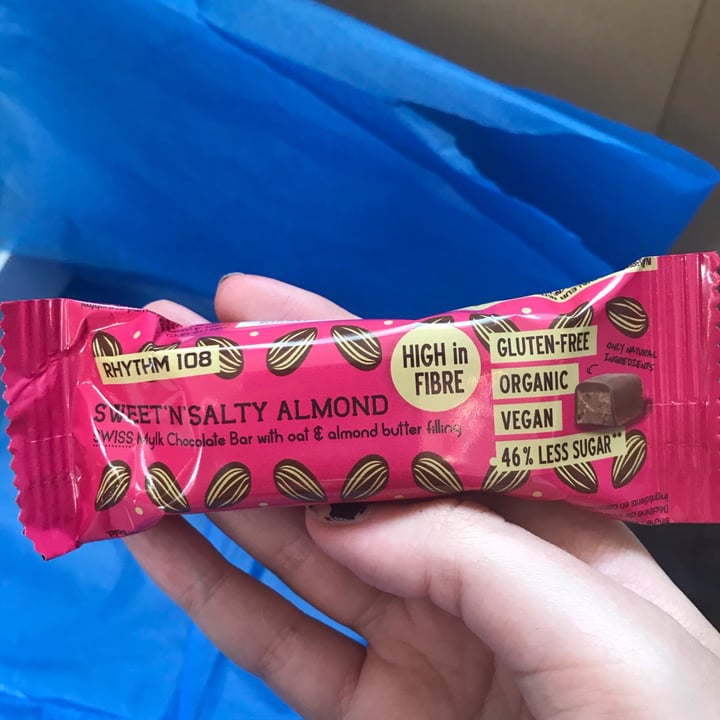 RHYTHM 108
SWEET'N'SALTY ALMOND
SWISS Mylk Chocolate Bar with oat & almond butter filling
HIGH in
FIBRE
GLUTEN-FREE
ORGANIC
VEGAN
46% LESS SUGAR**
ONLY NATURAL
INGREDIENTS